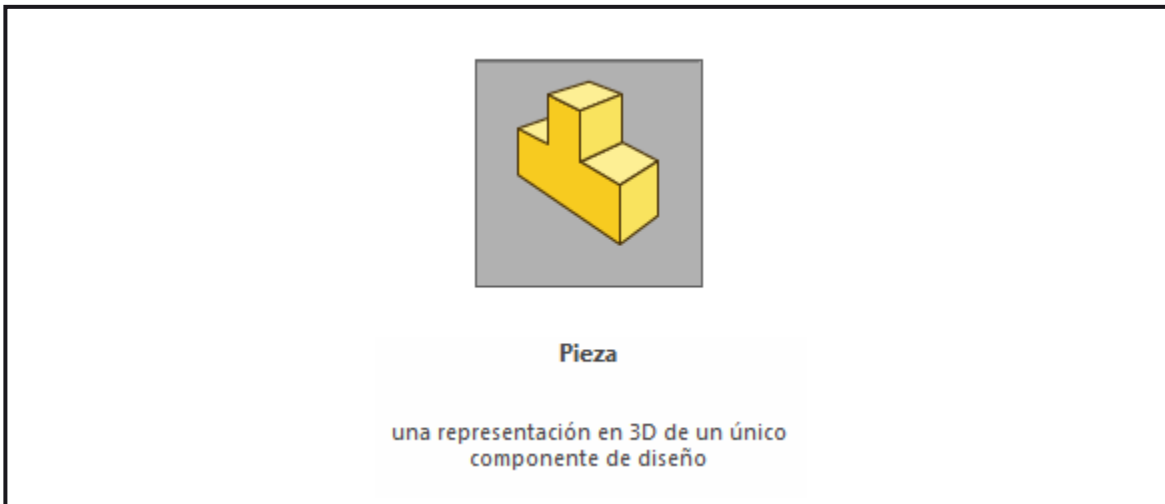 Pieza
una representación en 3D de un único
componente de diseño